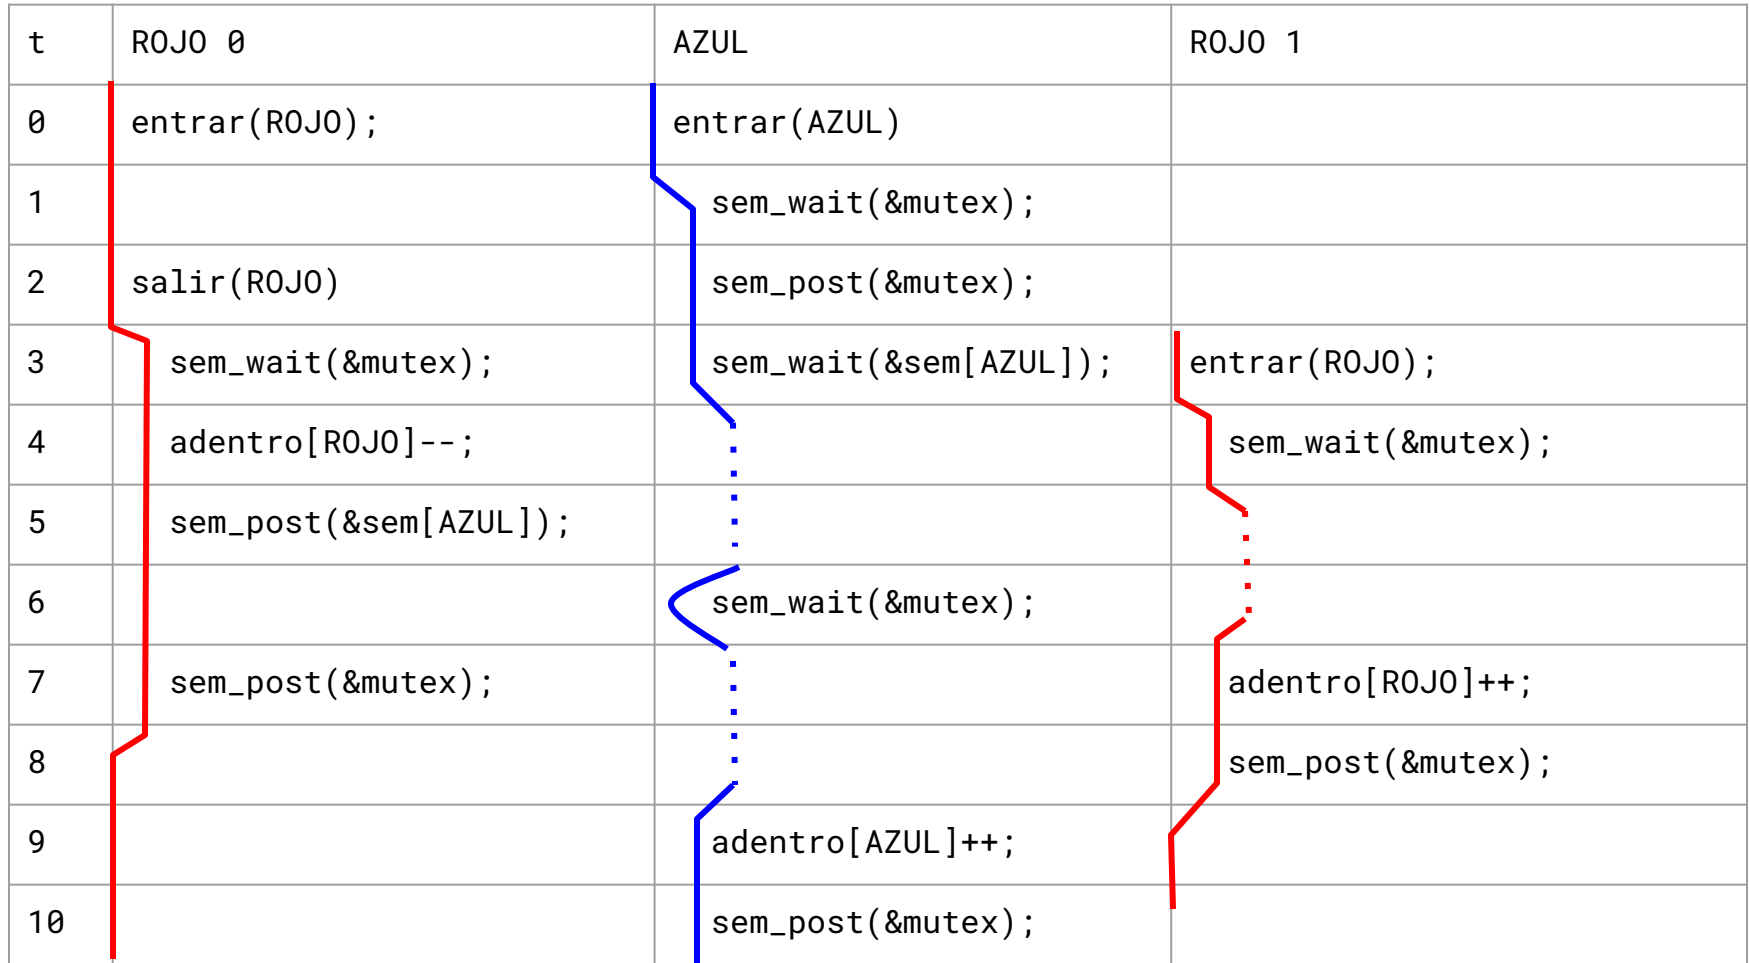 t ROJO 0 AZUL ROJO 1
0 entrar(ROJO); entrar(AZUL)
1 sem_wait(&mutex);
2 salir(ROJO) sem_post(&mutex);
3 sem_wait(&mutex); sem_wait(&sem[AZUL]); entrar(ROJO);
4 adentro[ROJO]--; sem_wait(&mutex);
5 sem_post(&sem[AZUL]);
6 sem_wait(&mutex);
7 sem_post(&mutex); adentro[ROJO]++;
8 sem_post(&mutex);
9 adentro[AZUL]++;
10 sem_post(&mutex);